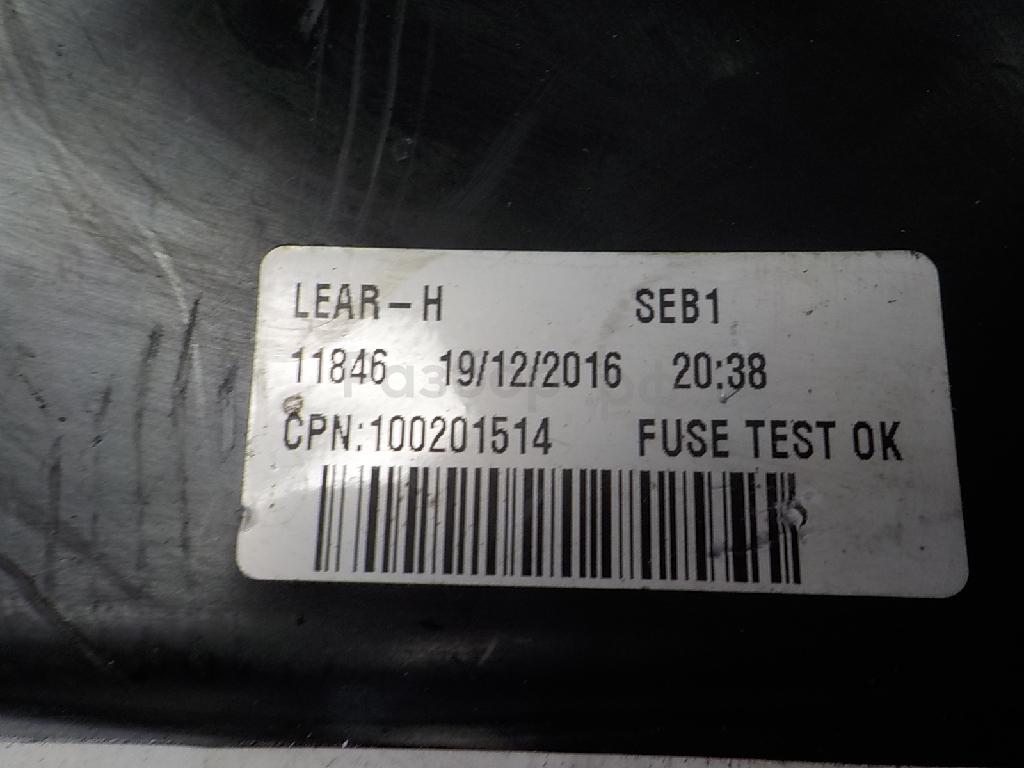 LEAR-H SEB1
11846 19/12/2016 20:38
CPN:100201514 FUSE TEST OK